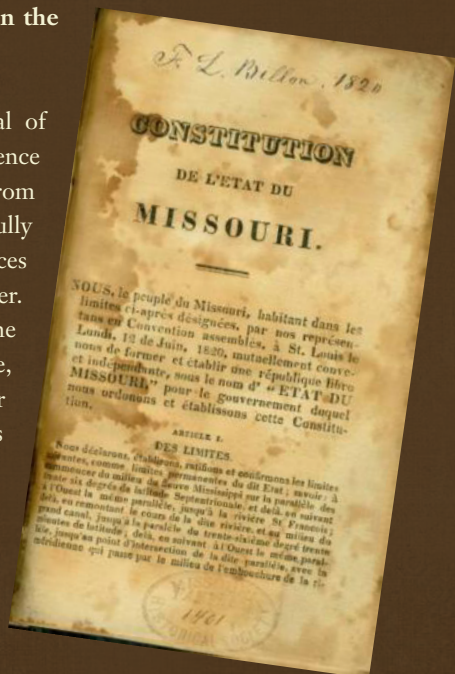 n the
al of
ence
rom
ully
ces
er.
ne
e,
r
s
F. L. Billon. 1820
CONSTITUTION
DE L'ETAT DU
MISSOURI.
NOUS, le peuple du Missouri, habitant dans les
limites ci-après désignées, par nos représen-
tans en Convention assemblés, à St. Louis le
Lundi, 12 de Juin, 1820, mutuellement conve-
nons de former et établir une république libre
et indépendante, sous le nom d' "ETAT DU
MISSOURI," pour le gouvernement duquel
nous ordonnons et établissons cette Constitu-
tion.
ARTICLE I.
DES LIMITES.
Nous déclarons, établissons, ratifions et confirmons les limites
suivantes, comme limites permanentes du dit Etat; savoir: à
commencer du milieu du fleuve Mississippi sur la parallèle des
trente six degrés de latitude Septentrionale, et delà, en suivant
à l'Ouest la même parallèle, jusqu'à la rivière St Francois;
delà, en remontant le cours de la dite rivière, et au milieu du
grand canal, jusqu'à la parallèle du trente-sixième degré trente
minutes de latitude; delà, en suivant à l'Ouest la même paral-
lèle, jusqu'au point d'intersection de la dite parallèle, avec la
méridienne qui passe par le milieu de l'embouchure de la ri-
HISTORICAL SOCIETY
1401